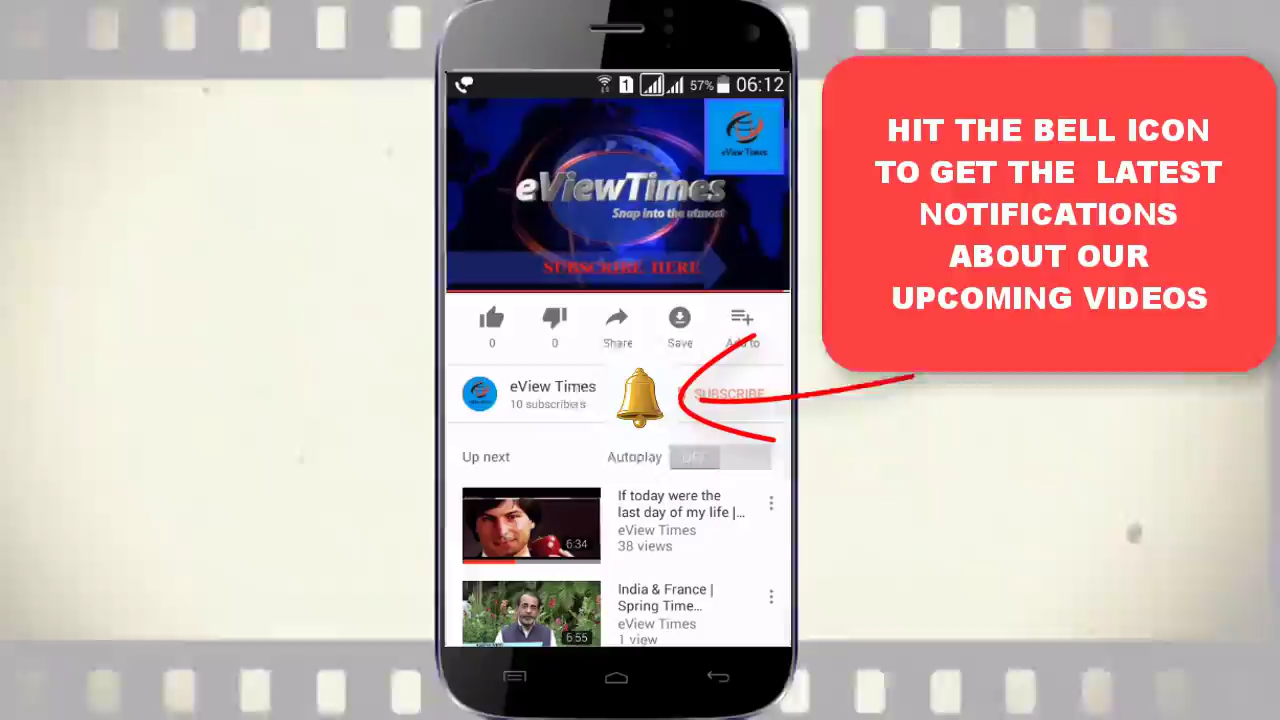 1 57% 06:12
eView Times
eViewTimes
Snap into the utmost
SUBSCRIBE HERE
0 0 Share Save Add to
eView Times
10 subscribers
SUBSCRIBE
Up next Autoplay OFF
If today were the
last day of my life |...
eView Times
38 views
6:34
India & France |
Spring Time...
eView Times
1 view
6:55
HIT THE BELL ICON
TO GET THE LATEST
NOTIFICATIONS
ABOUT OUR
UPCOMING VIDEOS